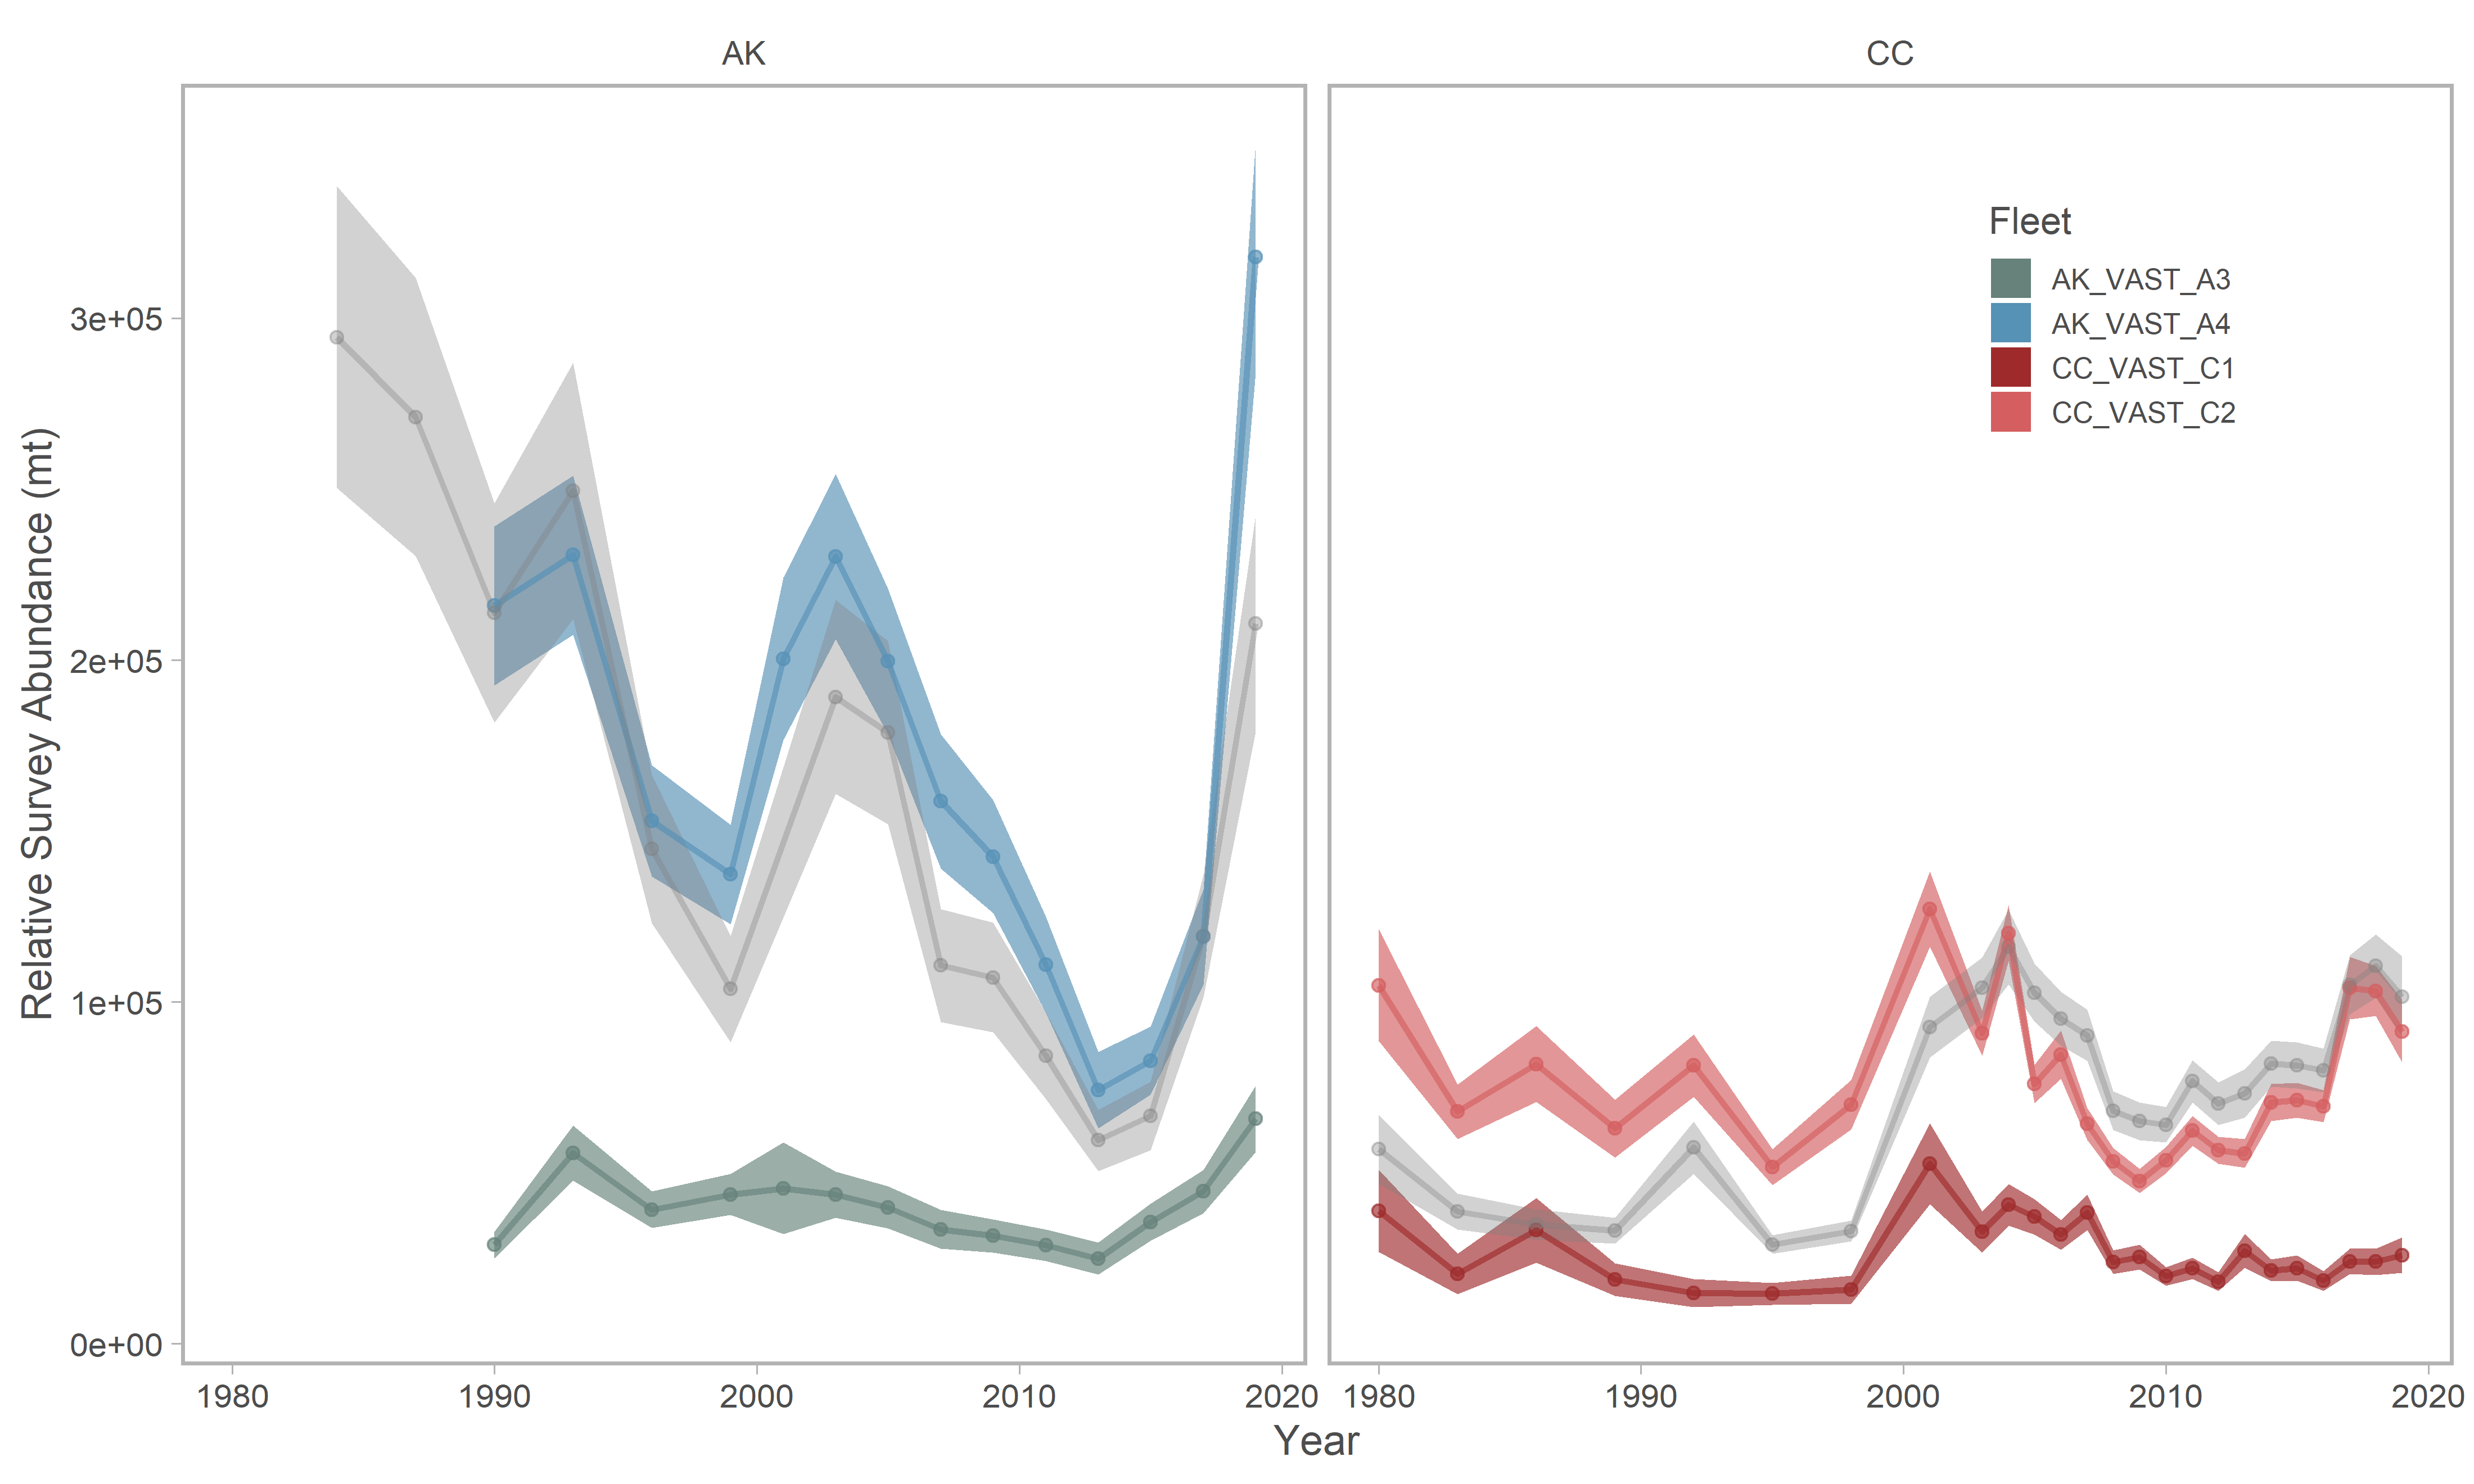 AK
CC
Fleet
AK_VAST_A3
AK_VAST_A4
CC_VAST_C1
CC_VAST_C2
Relative Survey Abundance (mt)
3e+05
2e+05
1e+05
0e+00
1980 1990 2000 2010 2020 1980 1990 2000 2010 2020
Year